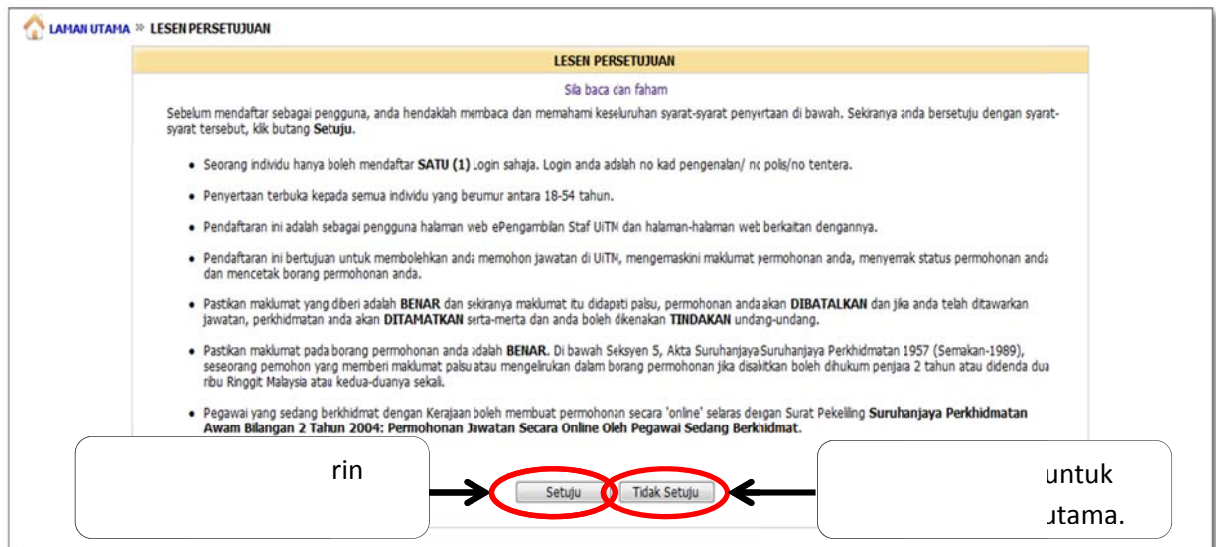 LAMAN UTAMA » LESEN PERSETUJUAN
LESEN PERSETUJUAN
Sila baca dan faham
Sebelum mendaftar sebagai pengguna, anda hendaklah membaca dan memahami keseluruhan syarat-syarat penyertaan di bawah. Sekiranya anda bersetuju dengan syarat-
syarat tersebut, klik butang Setuju.
• Seorang individu hanya boleh mendaftar SATU (1) Login sahaja. Login anda adalah no kad pengenalan/ no polis/no tentera.
• Penyertaan terbuka kepada semua individu yang berumur antara 18-54 tahun.
• Pendaftaran ini adalah sebagai pengguna halaman web ePengambilan Staf UiTM dan halaman-halaman web berkaitan dengannya.
• Pendaftaran ini bertujuan untuk membolehkan anda memohon jawatan di UiTM, mengemaskini maklumat permohonan anda, menyemak status permohonan anda
dan mencetak borang permohonan anda.
• Pastikan maklumat yang diberi adalah BENAR dan sekiranya maklumat itu didapati palsu, permohonan anda akan DIBATALKAN dan jika anda telah ditawarkan
jawatan, perkhidmatan anda akan DITAMATKAN serta-merta dan anda boleh dikenakan TINDAKAN undang-undang.
• Pastikan maklumat pada borang permohonan anda adalah BENAR. Di bawah Seksyen 5, Akta Suruhanjaya Suruhanjaya Perkhidmatan 1957 (Semakan-1989),
seseorang pemohon yang memberi maklumat palsu atau mengelirukan dalam borang permohonan jika disabitkan boleh dihukum penjara 2 tahun atau didenda dua
ribu Ringgit Malaysia atau kedua-duanya sekali.
• Pegawai yang sedang berkhidmat dengan Kerajaan boleh membuat permohonan secara 'online' selaras dengan Surat Pekeliling Suruhanjaya Perkhidmatan
Awam Bilangan 2 Tahun 2004: Permohonan Jawatan Secara Online Oleh Pegawai Sedang Berkhidmat.
rin
Setuju
Tidak Setuju
untuk
utama.